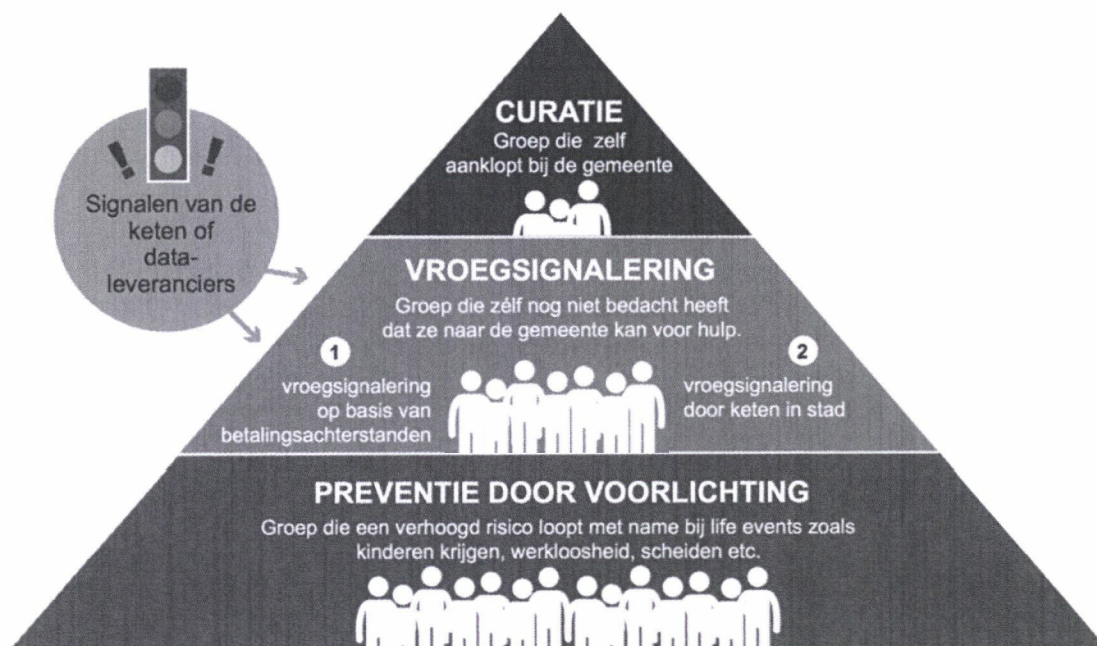 CURATIE
Groep die zelf
aanklopt bij de gemeente
! !
Signalen van de
keten of
data-
leveranciers
VROEGSIGNALERING
Groep die zélf nog niet bedacht heeft
dat ze naar de gemeente kan voor hulp.
1
vroegsignalering
op basis van
betalingsachterstanden
2
vroegsignalering
door keten in stad
PREVENTIE DOOR VOORLICHTING
Groep die een verhoogd risico loopt met name bij life events zoals
kinderen krijgen, werkloosheid, scheiden etc.